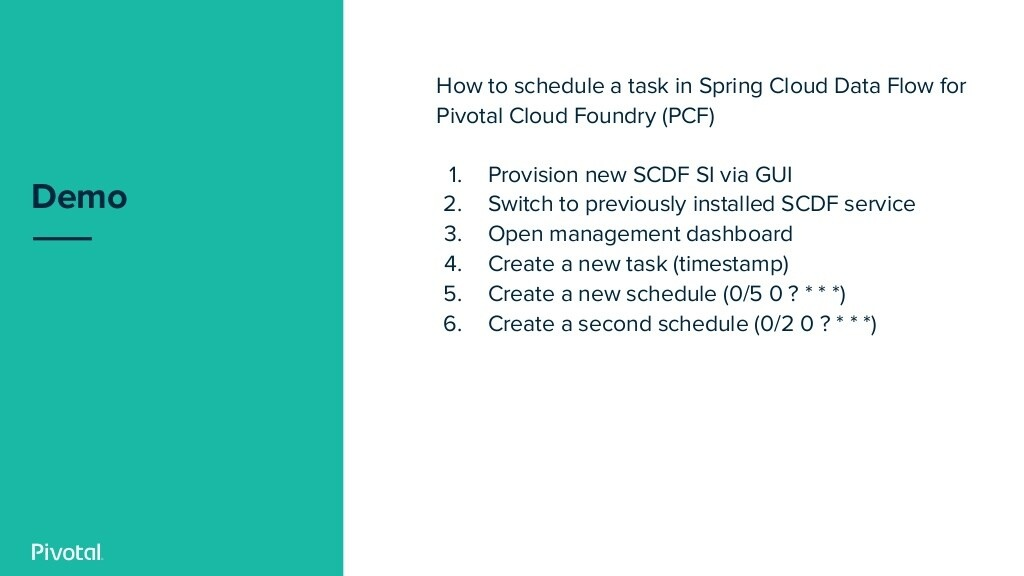 Demo
How to schedule a task in Spring Cloud Data Flow for
Pivotal Cloud Foundry (PCF)
1. Provision new SCDF SI via GUI
2. Switch to previously installed SCDF service
3. Open management dashboard
4. Create a new task (timestamp)
5. Create a new schedule (0/5 0 ? * * *)
6. Create a second schedule (0/2 0 ? * * *)
Pivotal